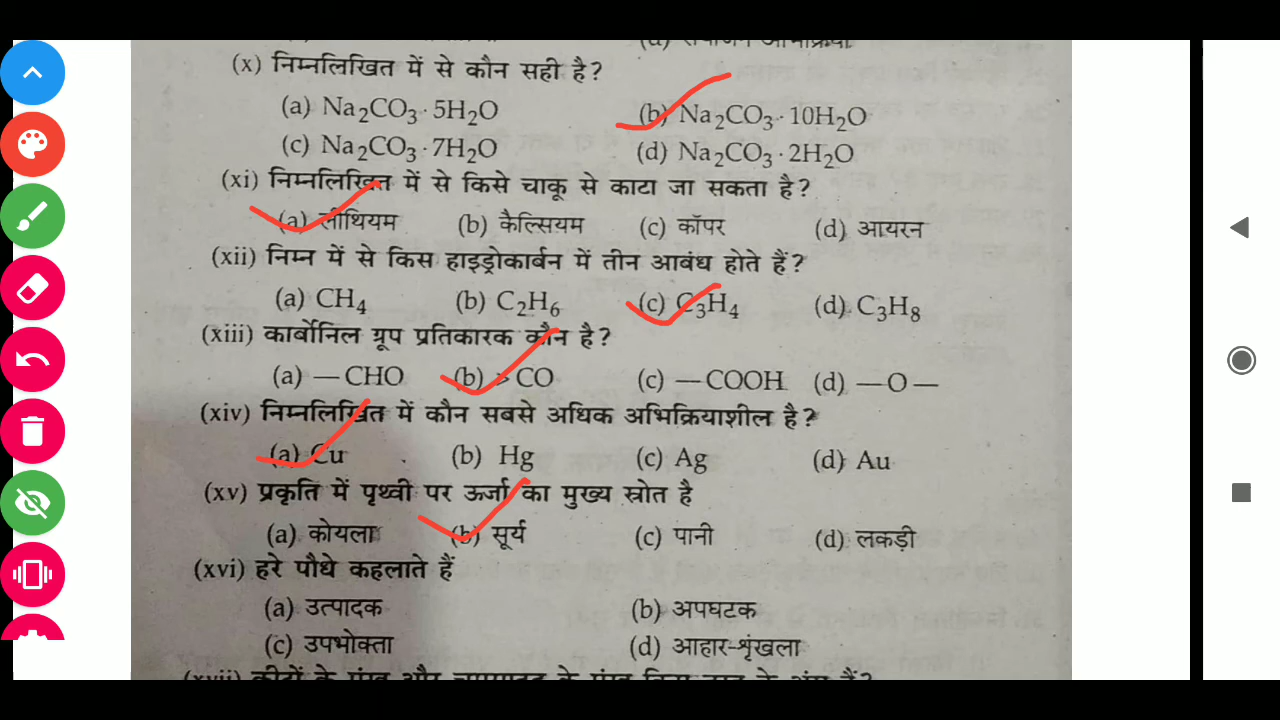 (x) निम्नलिखित में से कौन सही है?
(a) Na₂CO₃·5H₂O (b) Na₂CO₃·10H₂O
(c) Na₂CO₃·7H₂O (d) Na₂CO₃·2H₂O
(xi) निम्नलिखित में से किसे चाकू से काटा जा सकता है?
(a) लीथियम (b) कैल्सियम (c) कॉपर (d) आयरन
(xii) निम्न में से किस हाइड्रोकार्बन में तीन आबंध होते हैं?
(a) CH₄ (b) C₂H₆ (c) C₃H₄ (d) C₃H₈
(xiii) कार्बोनिल ग्रूप प्रतिकारक कौन है?
(a) —CHO (b) >CO (c) —COOH (d) —O—
(xiv) निम्नलिखित में कौन सबसे अधिक अभिक्रियाशील है?
(a) Cu (b) Hg (c) Ag (d) Au
(xv) प्रकृति में पृथ्वी पर ऊर्जा का मुख्य स्रोत है
(a) कोयला (b) सूर्य (c) पानी (d) लकड़ी
(xvi) हरे पौधे कहलाते हैं
(a) उत्पादक (b) अपघटक
(c) उपभोक्ता (d) आहार-शृंखला